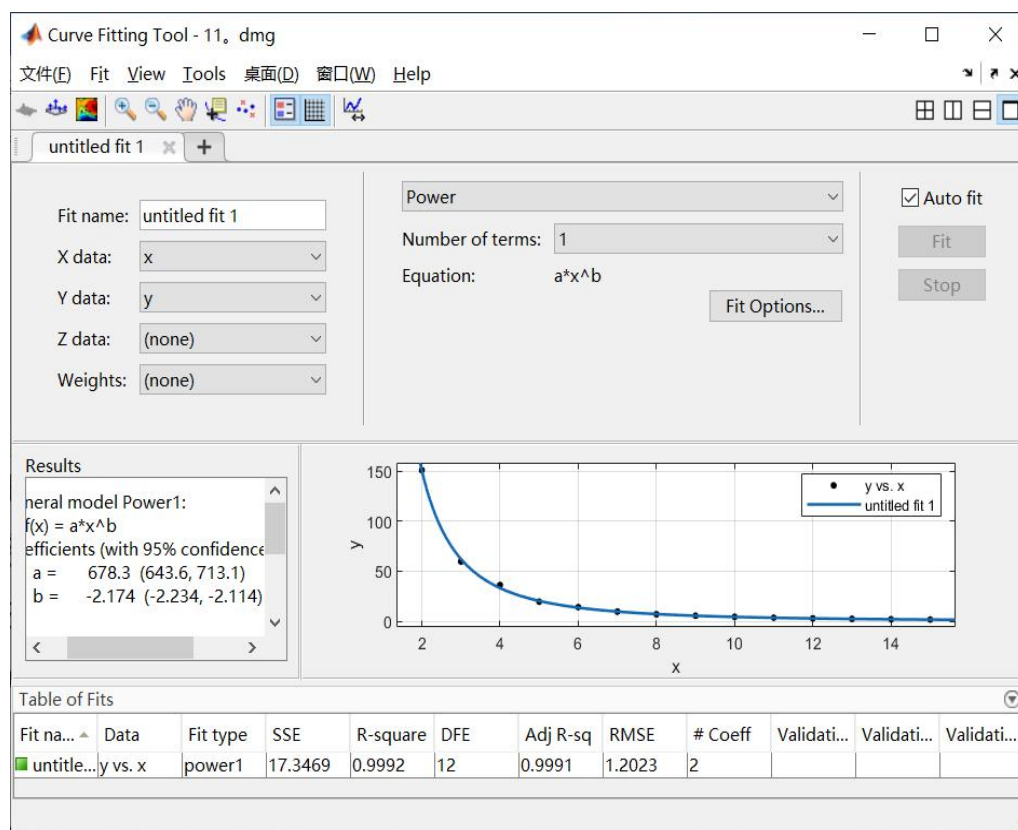 Curve Fitting Tool - 11。dmg
文件(F) Fit View Tools 桌面(D) 窗口(W) Help
untitled fit 1
Fit name: untitled fit 1
X data: x
Y data: y
Z data: (none)
Weights: (none)
Power
Number of terms: 1
Equation: a*x^b
Fit Options...
Auto fit
Fit
Stop
Results
neral model Power1:
f(x) = a*x^b
efficients (with 95% confidence
a = 678.3 (643.6, 713.1)
b = -2.174 (-2.234, -2.114)
150
100
50
0
y
2 4 6 8 10 12 14
x
y vs. x
untitled fit 1
Table of Fits
Fit na... Data Fit type SSE R-square DFE Adj R-sq RMSE # Coeff Validati... Validati... Validati...
untitle... y vs. x power1 17.3469 0.9992 12 0.9991 1.2023 2